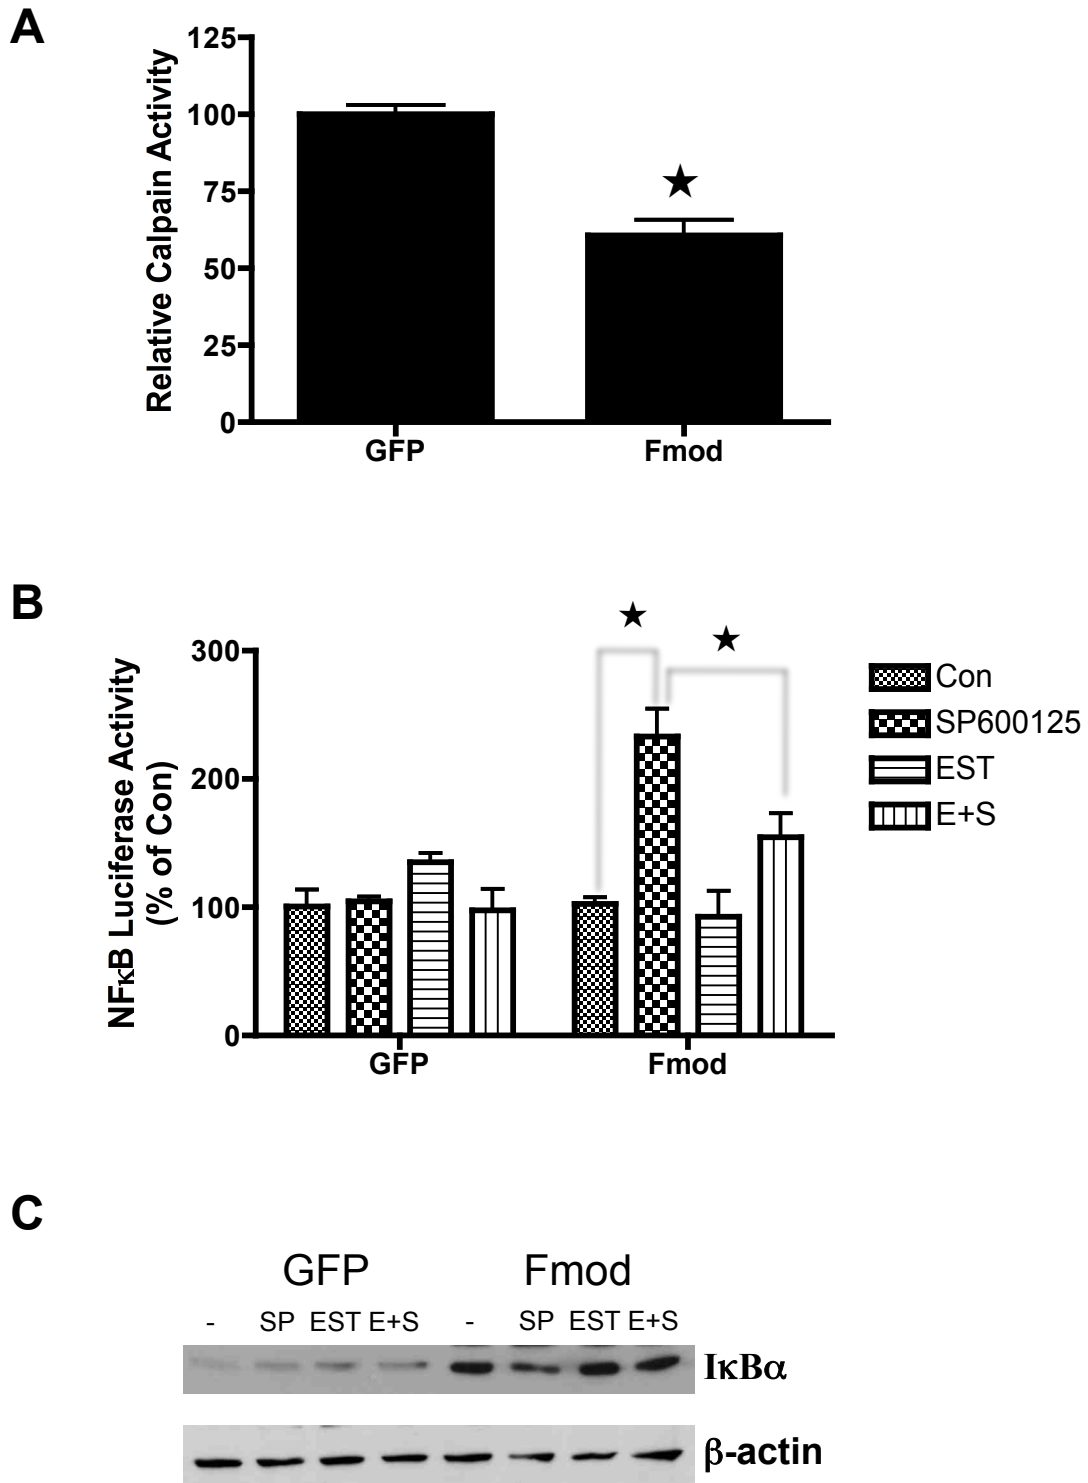 A
Relative Calpain Activity
125
100
75
50
25
0
GFP
Fmod
B
NFκB Luciferase Activity
(% of Con)
300
200
100
0
GFP
Fmod
Con
SP600125
EST
E+S
C
GFP Fmod
- SP EST E+S - SP EST E+S
IκBα
β-actin